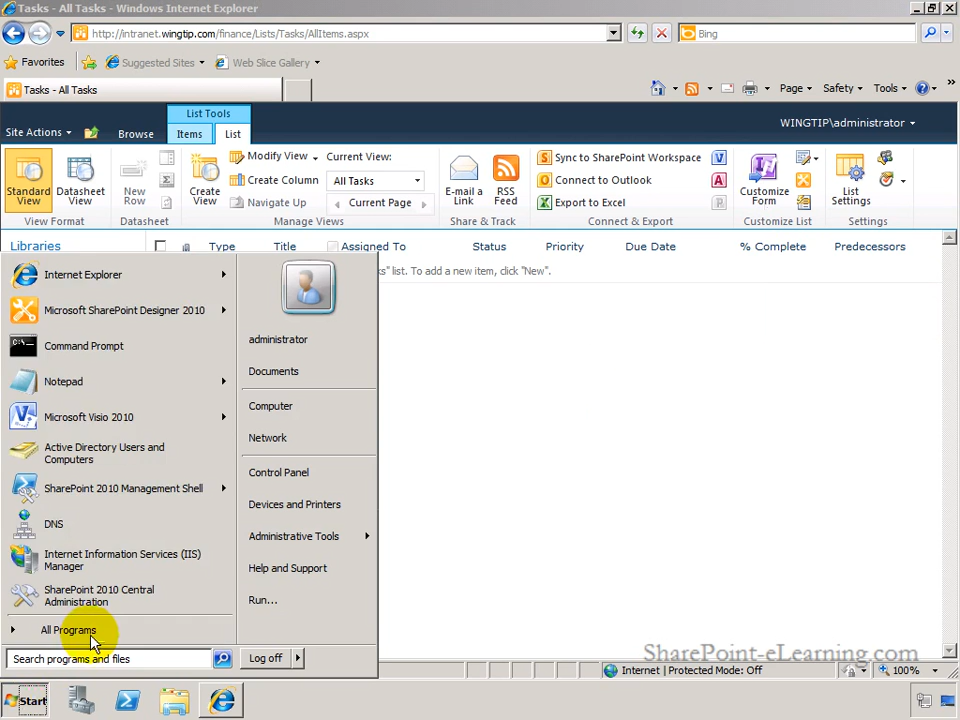 Tasks - All Tasks - Windows Internet Explorer
http://intranet.wingtip.com/finance/Lists/Tasks/AllItems.aspx
Bing
Favorites
Suggested Sites
Web Slice Gallery
Tasks - All Tasks
Page
Safety
Tools
»
List Tools
WINGTIP\administrator
Site Actions
Browse
Items
List
Standard View
Datasheet View
New Row
Create View
Modify View
Create Column
Navigate Up
Current View:
All Tasks
Current Page
E-mail a Link
RSS Feed
Sync to SharePoint Workspace
Connect to Outlook
Export to Excel
Customize Form
List Settings
View Format
Datasheet
Manage Views
Share & Track
Connect & Export
Customize List
Settings
Libraries
Type
Title
Assigned To
Status
Priority
Due Date
% Complete
Predecessors
ks" list. To add a new item, click "New".
Internet Explorer
Microsoft SharePoint Designer 2010
Command Prompt
Notepad
Microsoft Visio 2010
Active Directory Users and
Computers
SharePoint 2010 Management Shell
DNS
Internet Information Services (IIS)
Manager
SharePoint 2010 Central
Administration
All Programs
Search programs and files
administrator
Documents
Computer
Network
Control Panel
Devices and Printers
Administrative Tools
Help and Support
Run...
Log off
SharePoint-eLearning.com
Internet | Protected Mode: Off
100%
Start